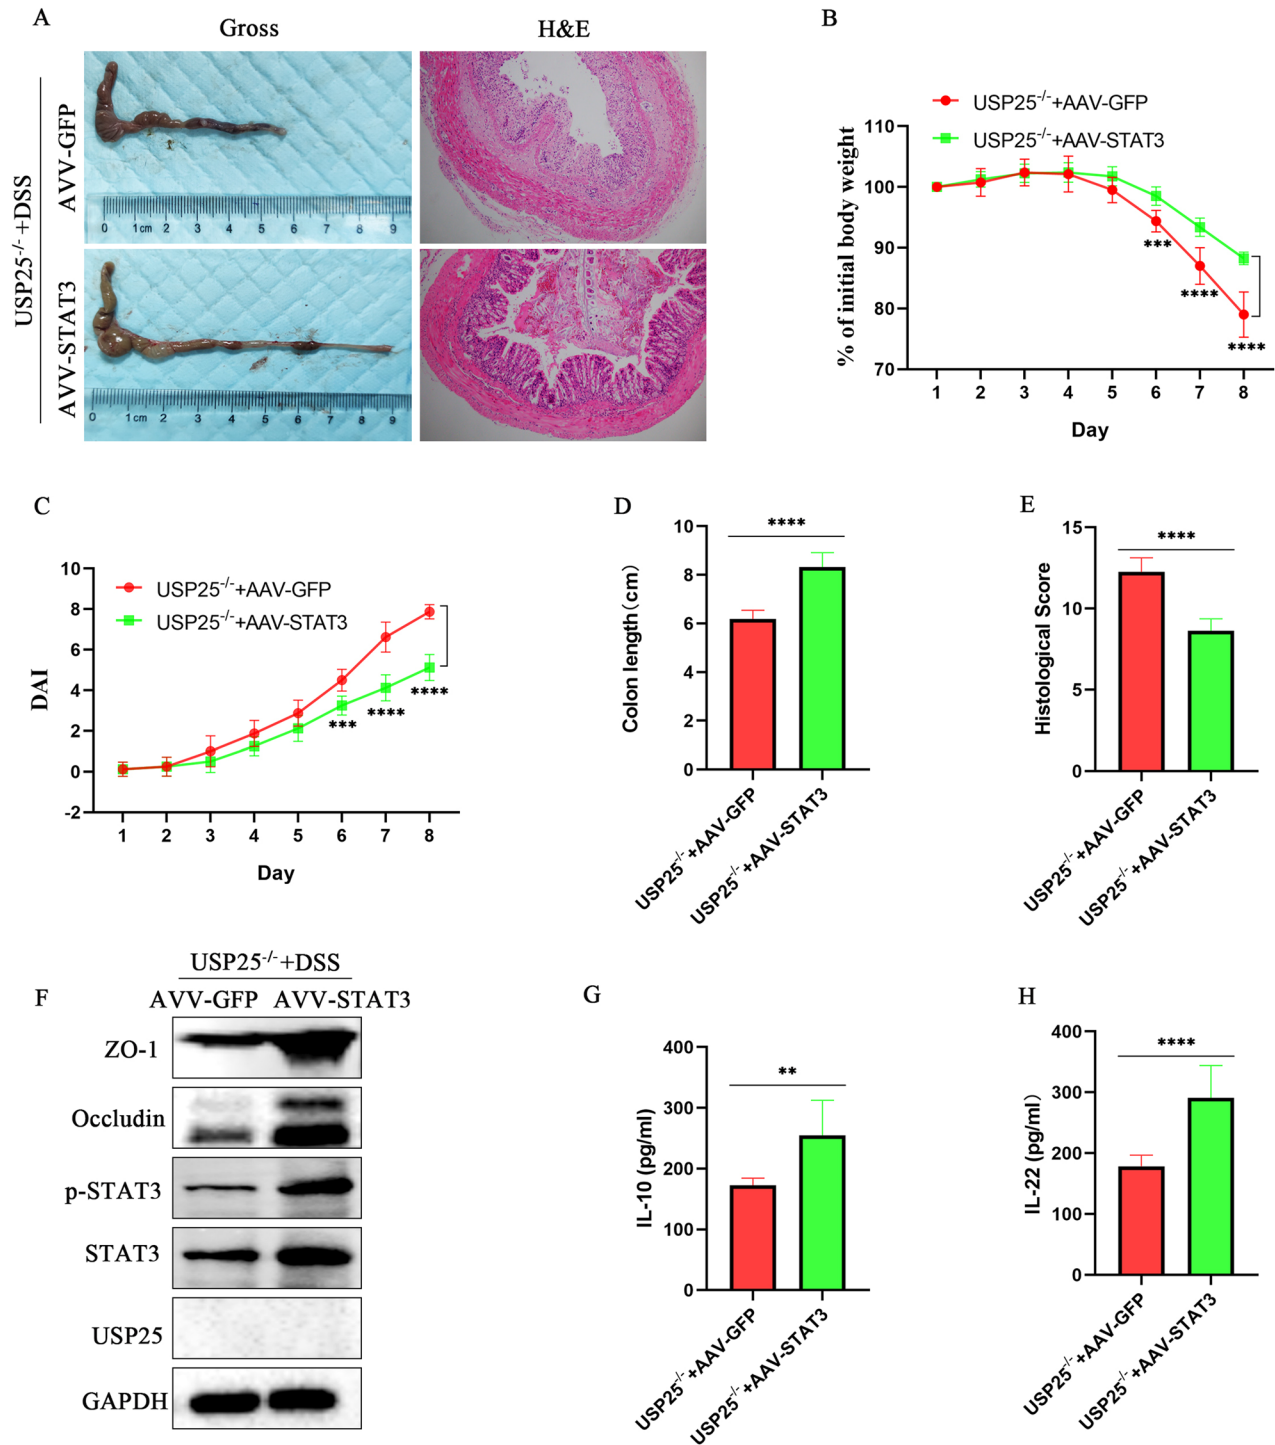 A
Gross
H&E
USP25-/-+DSS
AVV-GFP
AVV-STAT3
0 1cm 2 3 4 5 6 7 8 9
0 1cm 2 3 4 5 6 7 8 9
B
USP25-/-+AAV-GFP
USP25-/-+AAV-STAT3
% of initial body weight
110
100
90
80
70
***
****
****
1 2 3 4 5 6 7 8
Day
C
USP25-/-+AAV-GFP
USP25-/-+AAV-STAT3
DAI
10
8
6
4
2
0
-2
***
****
****
1 2 3 4 5 6 7 8
Day
D
****
Colon length(cm)
10
8
6
4
2
0
USP25-/-+AAV-GFP
USP25-/-+AAV-STAT3
E
****
Histological Score
15
10
5
0
USP25-/-+AAV-GFP
USP25-/-+AAV-STAT3
F
USP25-/-+DSS
AVV-GFP AVV-STAT3
ZO-1
Occludin
p-STAT3
STAT3
USP25
GAPDH
G
**
IL-10 (pg/ml)
400
300
200
100
0
USP25-/-+AAV-GFP
USP25-/-+AAV-STAT3
H
****
IL-22 (pg/ml)
400
300
200
100
0
USP25-/-+AAV-GFP
USP25-/-+AAV-STAT3